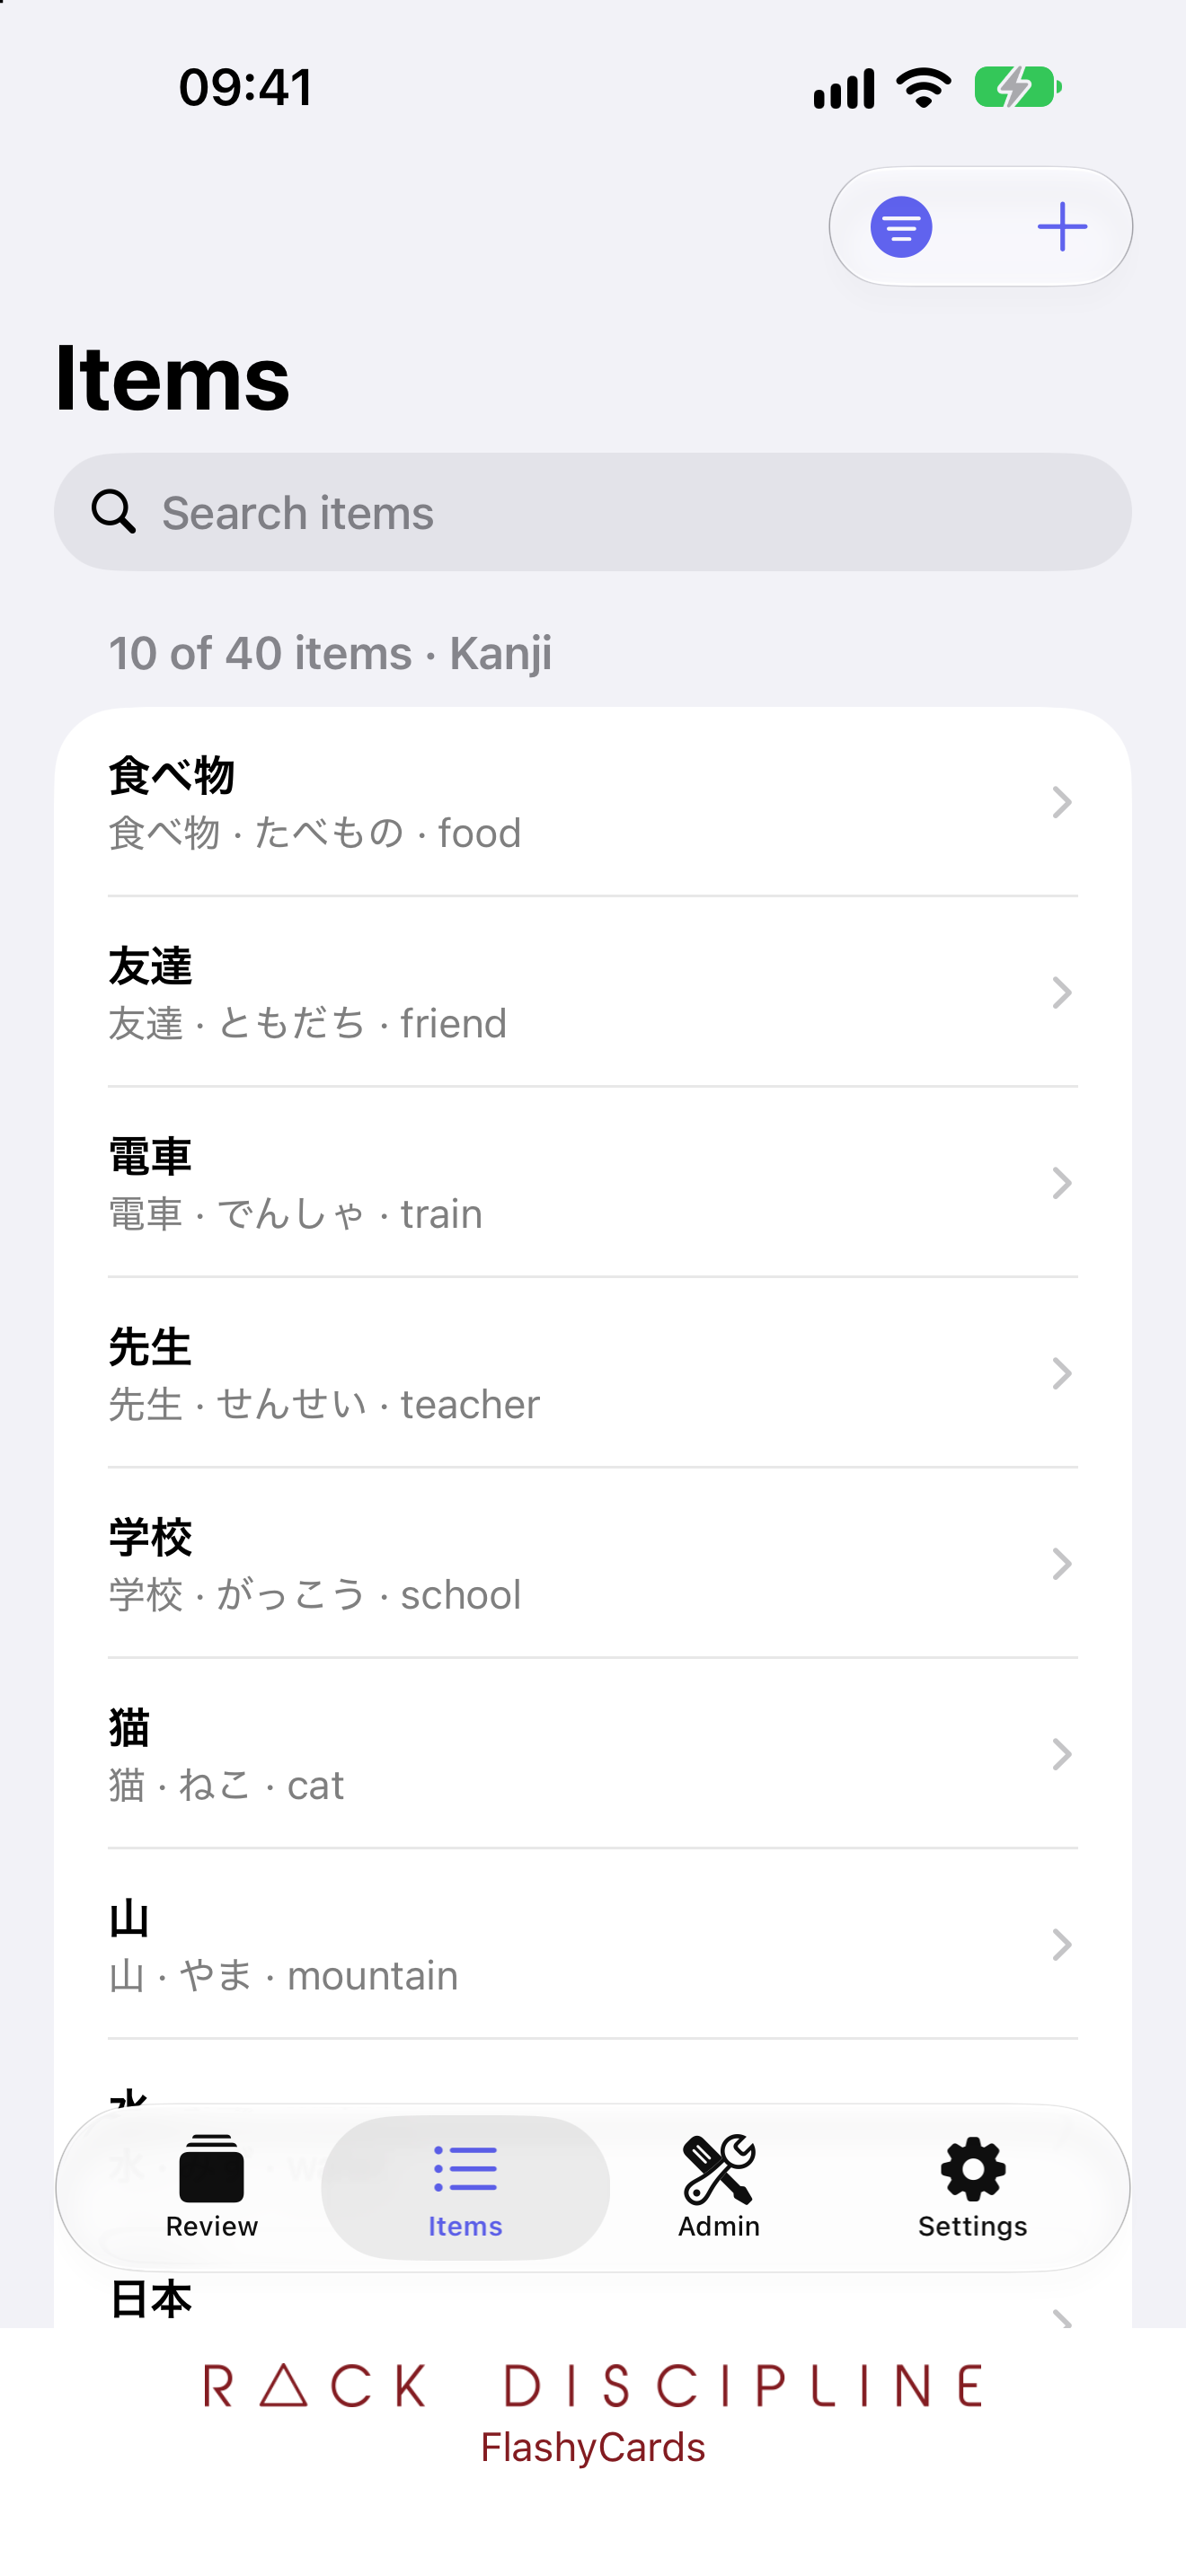 09:41
Items
Search items
10 of 40 items · Kanji
食べ物
食べ物 · たべもの · food
友達
友達 · ともだち · friend
電車
電車 · でんしゃ · train
先生
先生 · せんせい · teacher
学校
学校 · がっこう · school
猫
猫 · ねこ · cat
山
山 · やま · mountain
水
水
Review Items Admin Settings
日本
RACK DISCIPLINE
FlashyCards